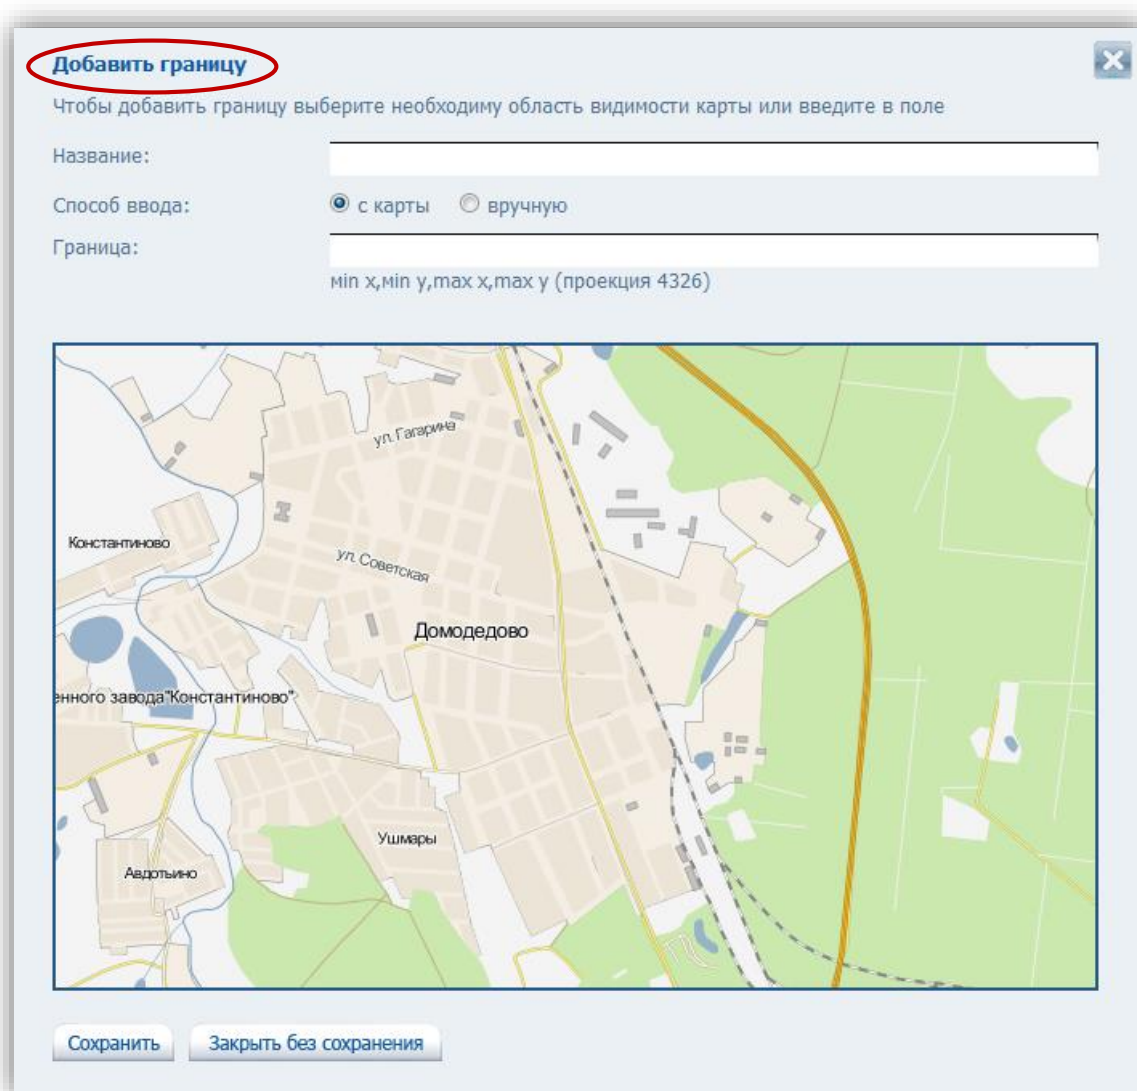 Добавить границу
Чтобы добавить границу выберите необходиму область видимости карты или введите в поле
Название:
Способ ввода:
с карты
вручную
Граница:
мin x,мin y,max x,max y (проекция 4326)
ул. Гагарина
Константиново
ул. Советская
Домодедово
енного завода"Константиново"
Ушмары
Авдотьино
Сохранить
Закрыть без сохранения